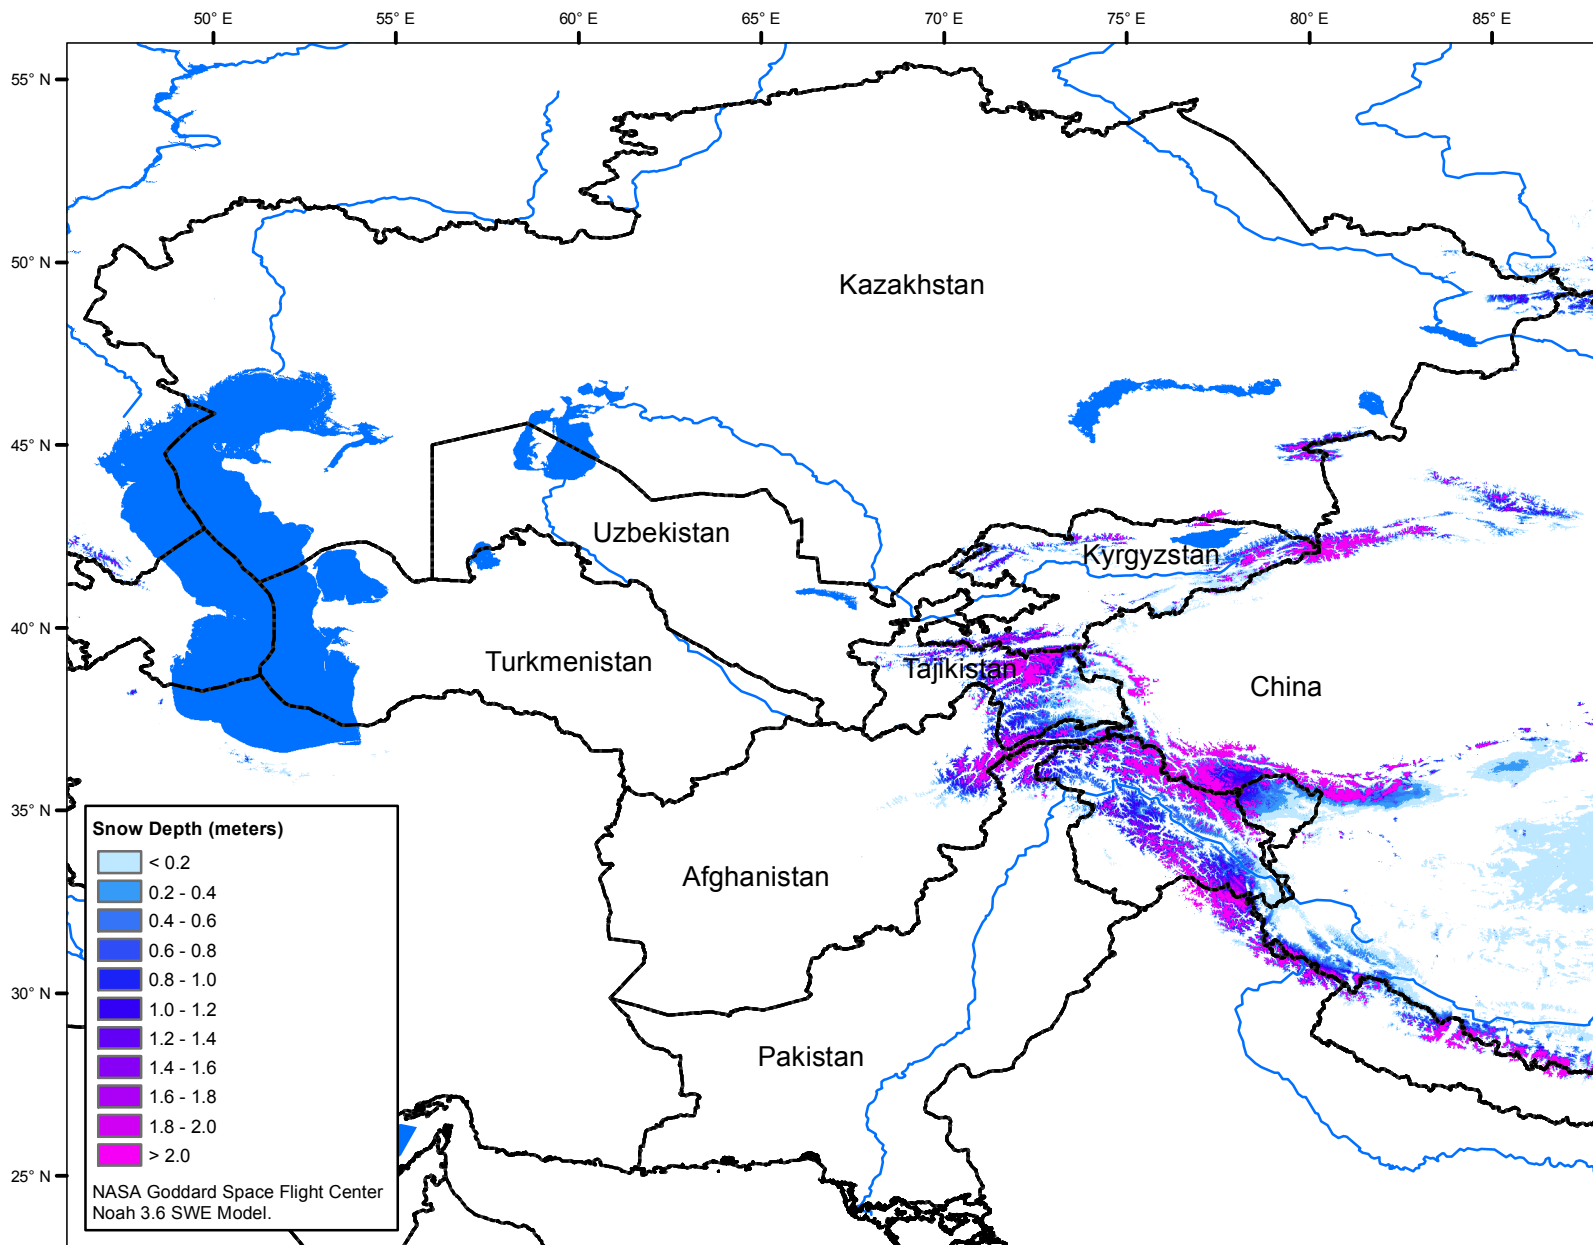 50° E 55° E 60° E 65° E 70° E 75° E 80° E 85° E
55° N
50° N
Kazakhstan
45° N
Uzbekistan
Kyrgyzstan
40° N
Turkmenistan
Tajikistan
China
35° N
Snow Depth (meters)
< 0.2
0.2 - 0.4
0.4 - 0.6
0.6 - 0.8
0.8 - 1.0
1.0 - 1.2
1.2 - 1.4
1.4 - 1.6
1.6 - 1.8
1.8 - 2.0
> 2.0
NASA Goddard Space Flight Center
Noah 3.6 SWE Model.
Afghanistan
30° N
Pakistan
25° N